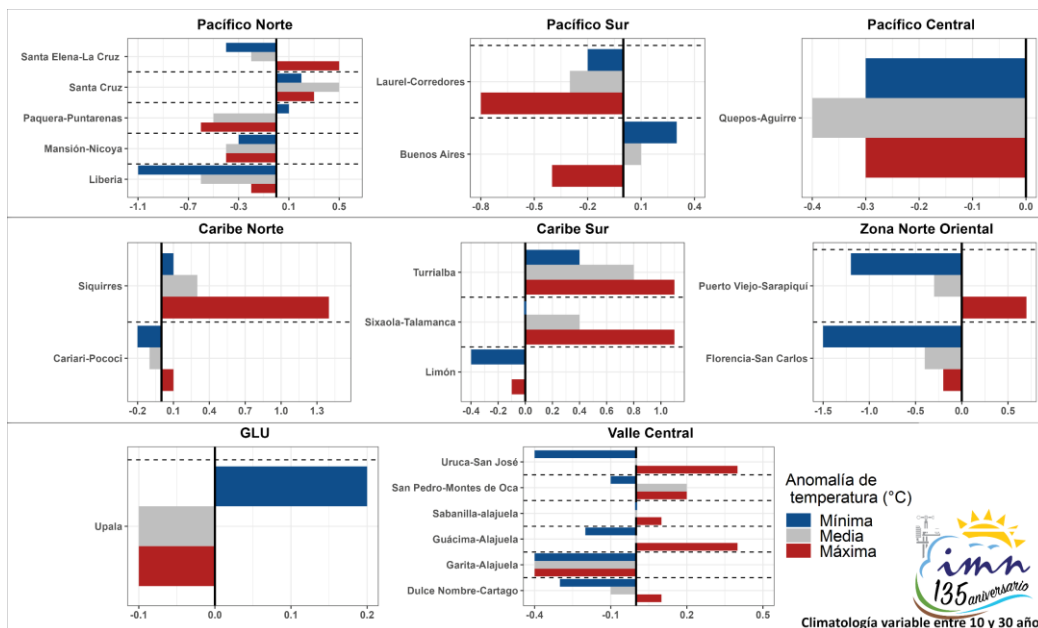 Pacífico Norte
Santa Elena-La Cruz
Santa Cruz
Paquera-Puntarenas
Mansión-Nicoya
Liberia
-1.1 -0.7 -0.3 0.1 0.5
Pacífico Sur
Laurel-Corredores
Buenos Aires
-0.8 -0.5 -0.2 0.1 0.4
Pacífico Central
Quepos-Aguirre
-0.4 -0.3 -0.2 -0.1 0.0
Caribe Norte
Siquirres
Cariari-Pococí
-0.2 0.1 0.4 0.7 1.0 1.3
Caribe Sur
Turrialba
Sixaola-Talamanca
Limón
-0.4 -0.2 0.0 0.2 0.4 0.6 0.8 1.0
Zona Norte Oriental
Puerto Viejo-Sarapiquí
Florencia-San Carlos
-1.5 -1.0 -0.5 0.0 0.5
GLU
Upala
-0.1 0.0 0.1 0.2
Valle Central
Uruca-San José
San Pedro-Montes de Oca
Sabanilla-alajuela
Guácima-Alajuela
Garita-Alajuela
Dulce Nombre-Cartago
-0.4 -0.1 0.2 0.5
Anomalía de
temperatura (°C)
Mínima
Media
Máxima
imn
135 aniversario
Climatología variable entre 10 y 30 año